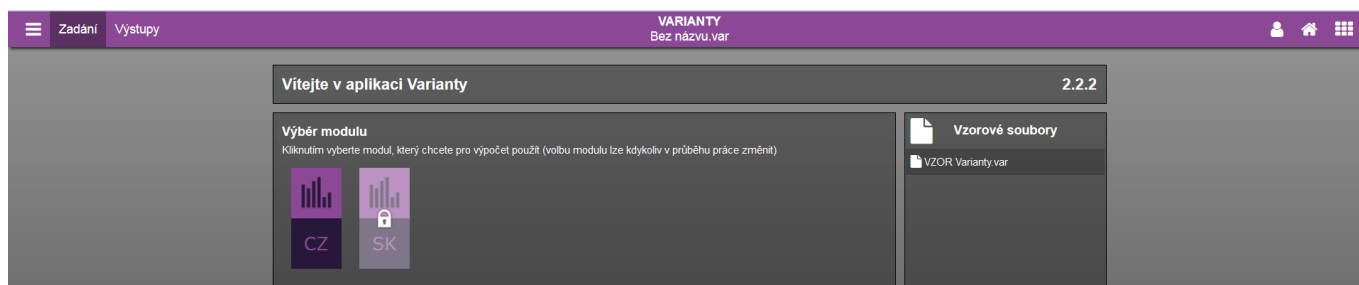 Zadání Výstupy
VARIANTY
Bez názvu.var
Vítejte v aplikaci Varianty 2.2.2
Výběr modulu
Kliknutím vyberte modul, který chcete pro výpočet použít (volbu modulu lze kdykoliv v průběhu práce změnit)
CZ SK
Vzorové soubory
VZOR Varianty.var